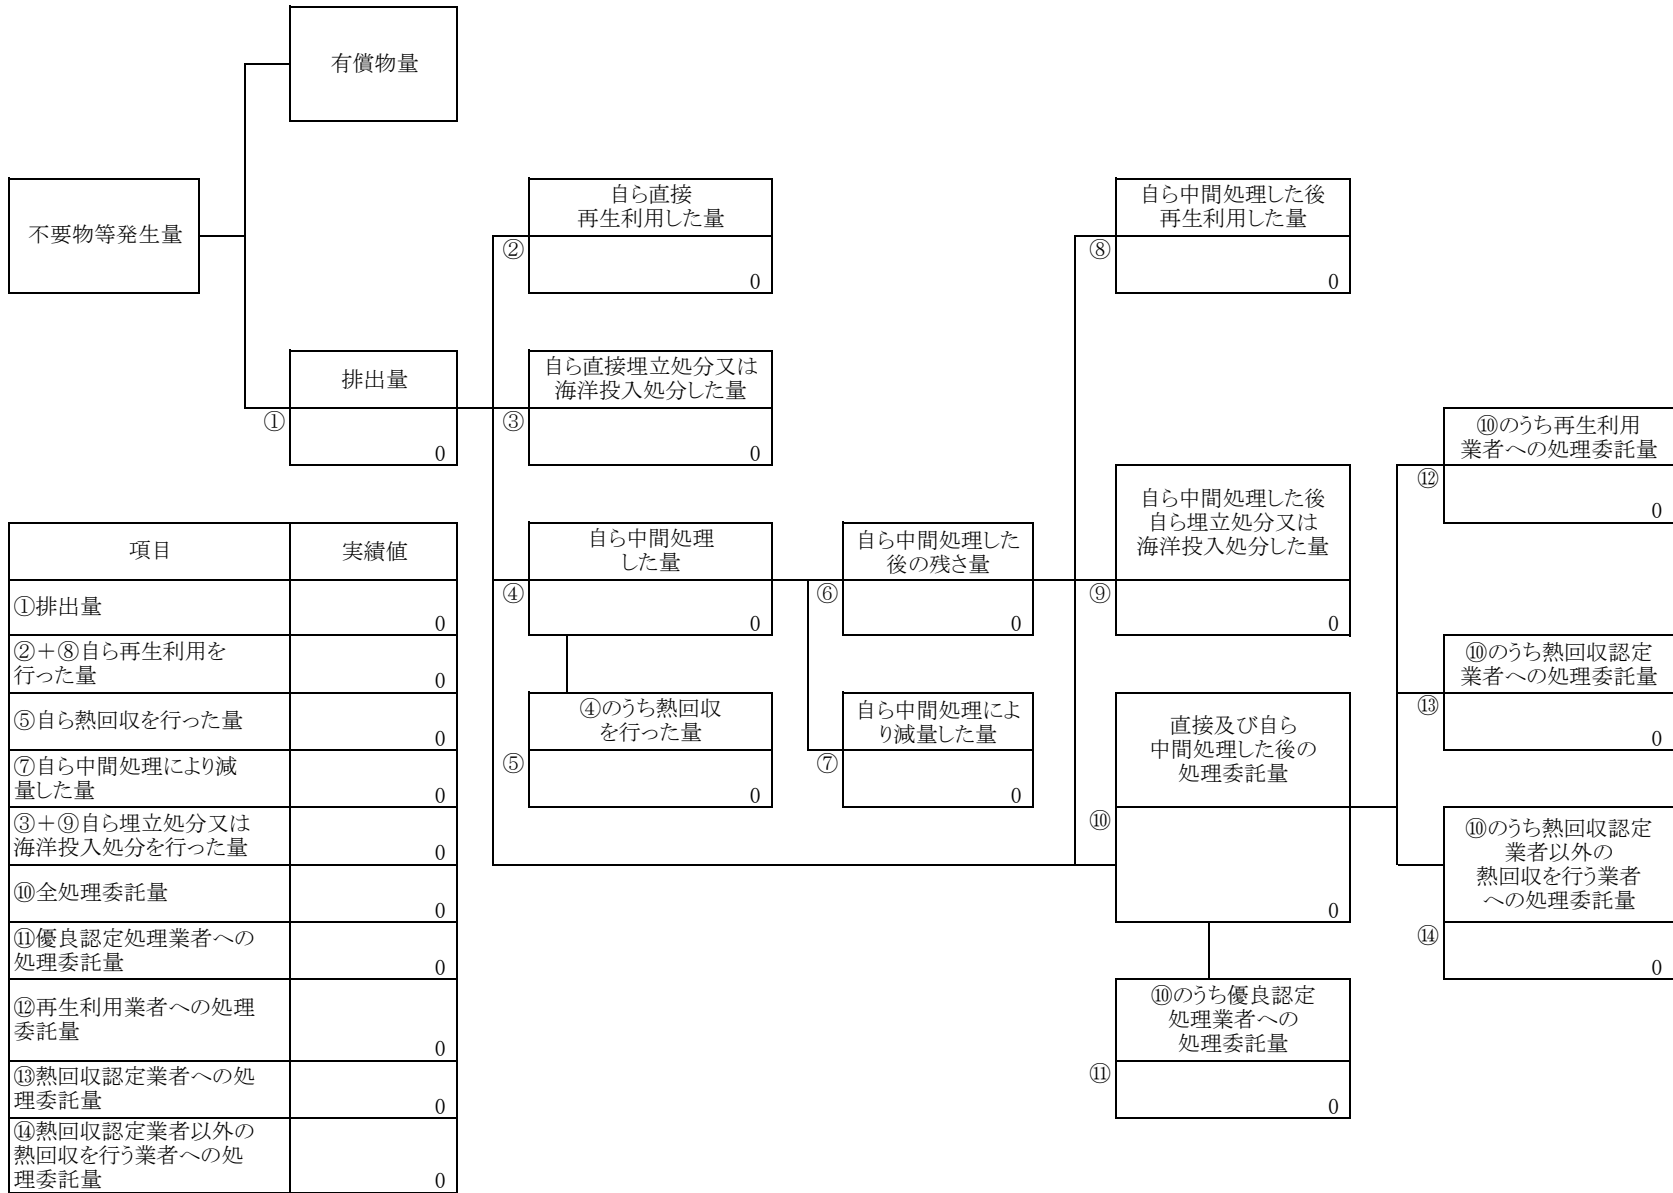 有償物量
不要物等発生量
自ら直接
再生利用した量
②
0
自ら中間処理した後
再生利用した量
⑧
0
排出量
①
0
自ら直接埋立処分又は
海洋投入処分した量
③
0
⑩のうち再生利用
業者への処理委託量
⑫
0
自ら中間処理した後
自ら埋立処分又は
海洋投入処分した量
⑨
0
自ら中間処理
した量
④
0
自ら中間処理した
後の残さ量
⑥
0
⑩のうち熱回収認定
業者への処理委託量
⑬
0
④のうち熱回収
を行った量
⑤
0
自ら中間処理によ
り減量した量
⑦
0
直接及び自ら
中間処理した後の
処理委託量
⑩
0
⑩のうち熱回収認定
業者以外の
熱回収を行う業者
への処理委託量
⑭
0
⑩のうち優良認定
処理業者への
処理委託量
⑪
0
項目 実績値
①排出量
0
②＋⑧自ら再生利用を
行った量
0
⑤自ら熱回収を行った量
0
⑦自ら中間処理により減
量した量
0
③＋⑨自ら埋立処分又は
海洋投入処分を行った量
0
⑩全処理委託量
0
⑪優良認定処理業者への
処理委託量
0
⑫再生利用業者への処理
委託量
0
⑬熱回収認定業者への処
理委託量
0
⑭熱回収認定業者以外の
熱回収を行う業者への処
理委託量
0